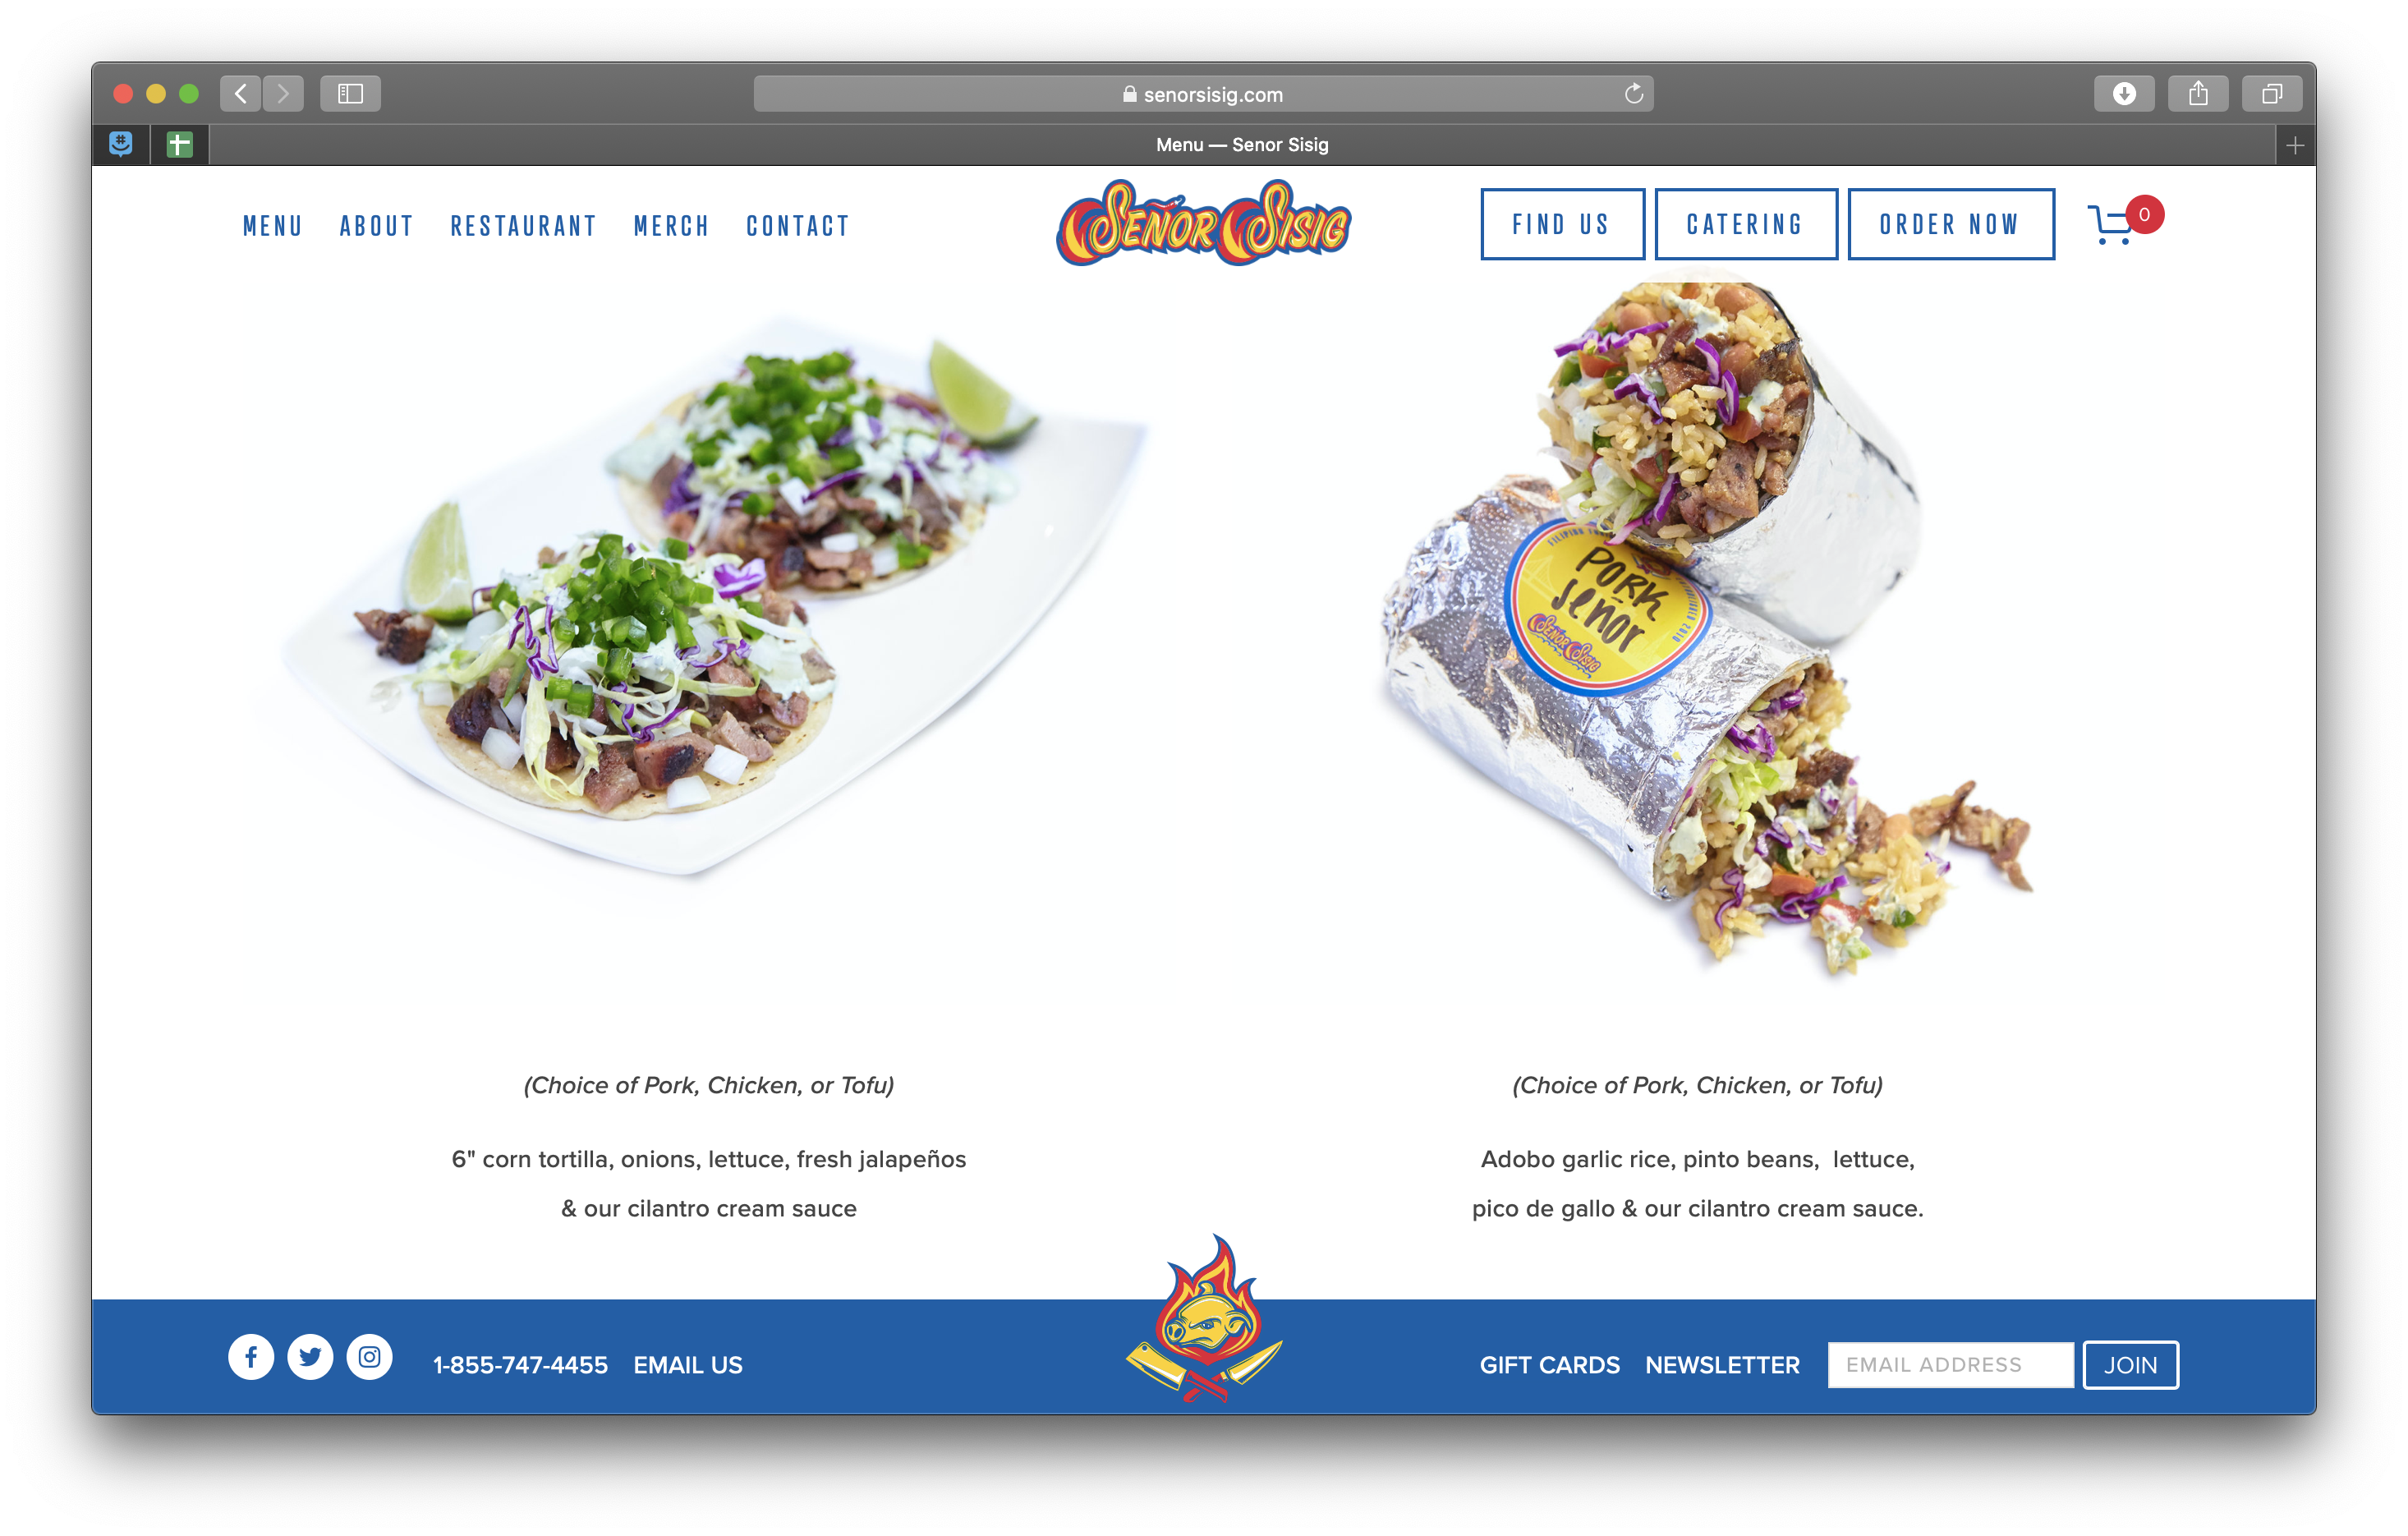 senorsisig.com
Menu — Senor Sisig
MENU ABOUT RESTAURANT MERCH CONTACT
SEÑOR SISIG
FIND US CATERING ORDER NOW 0
PORK
señor
SEÑOR SISIG
(Choice of Pork, Chicken, or Tofu)
6" corn tortilla, onions, lettuce, fresh jalapeños
& our cilantro cream sauce
(Choice of Pork, Chicken, or Tofu)
Adobo garlic rice, pinto beans, lettuce,
pico de gallo & our cilantro cream sauce.
1-855-747-4455 EMAIL US
GIFT CARDS NEWSLETTER EMAIL ADDRESS JOIN